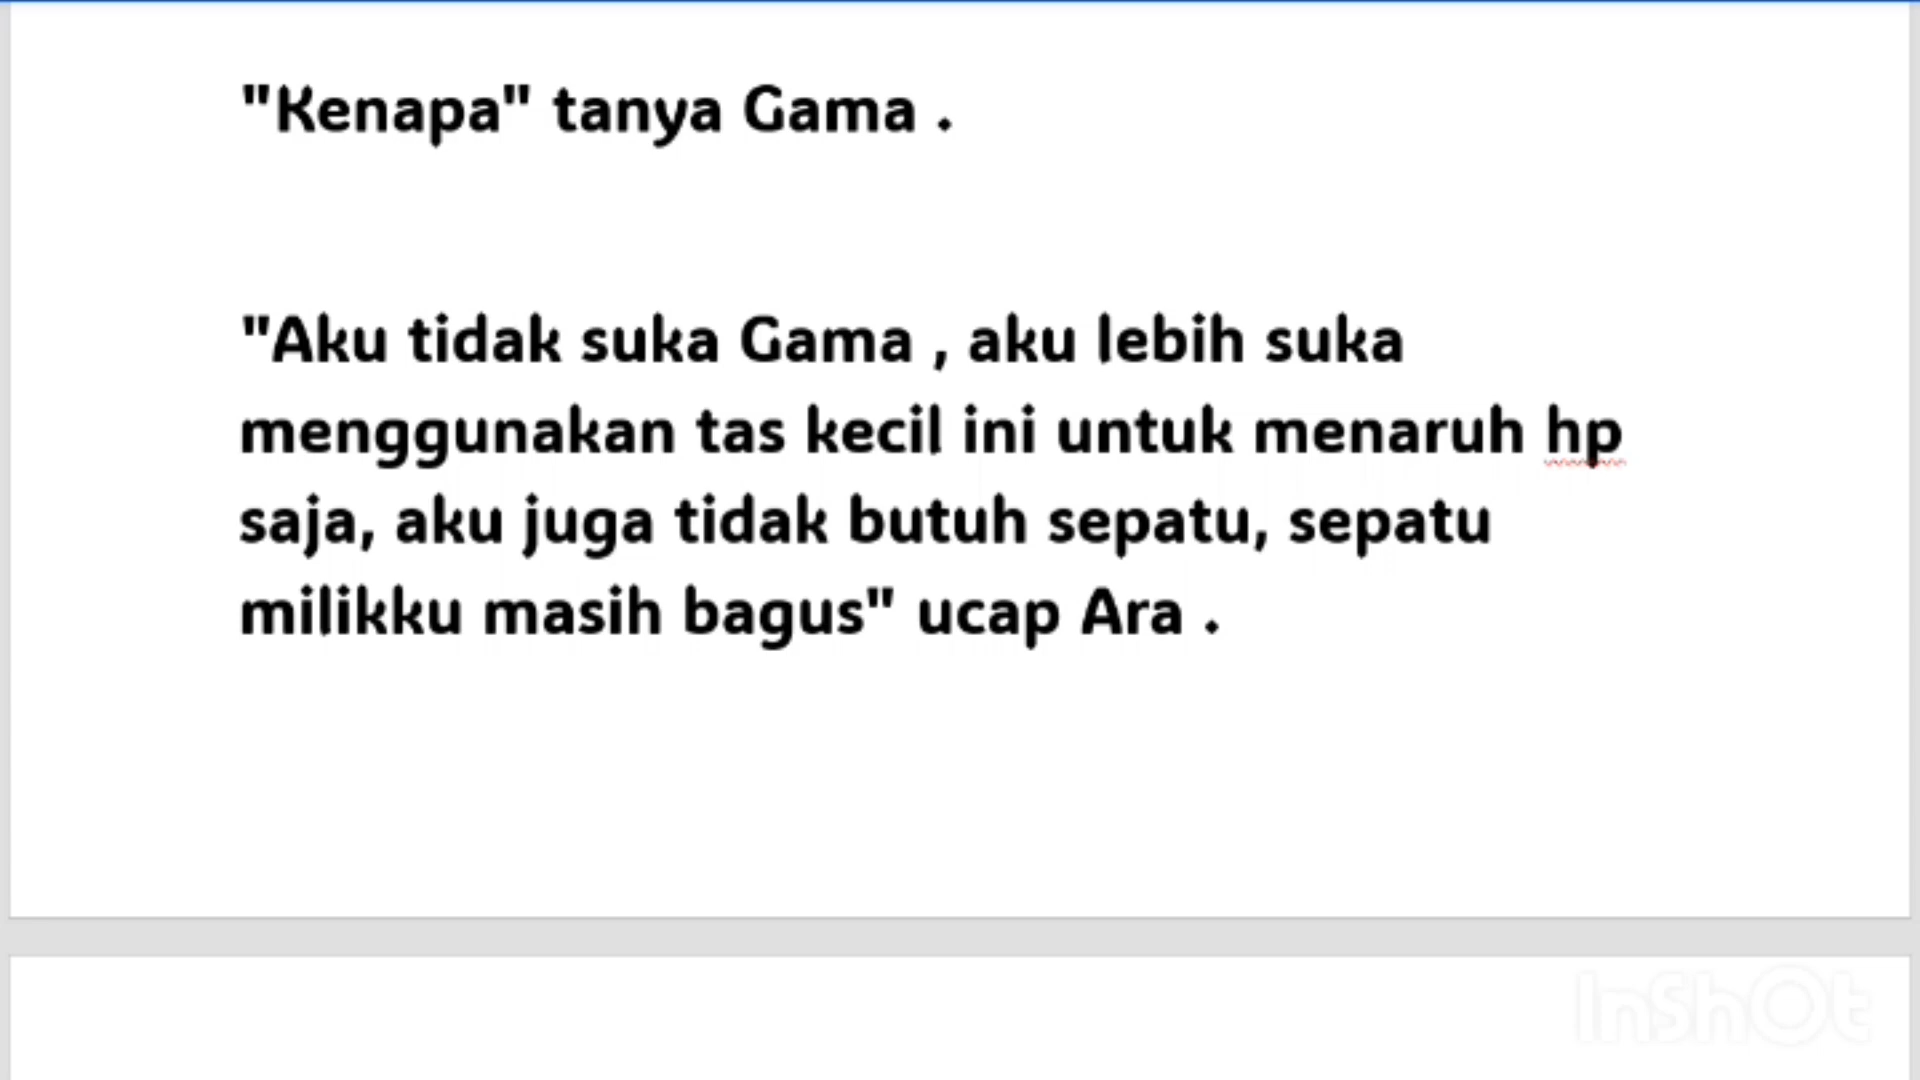 "Kenapa" tanya Gama .
"Aku tidak suka Gama , aku lebih suka
menggunakan tas kecil ini untuk menaruh hp
saja, aku juga tidak butuh sepatu, sepatu
milikku masih bagus" ucap Ara .
InShOt